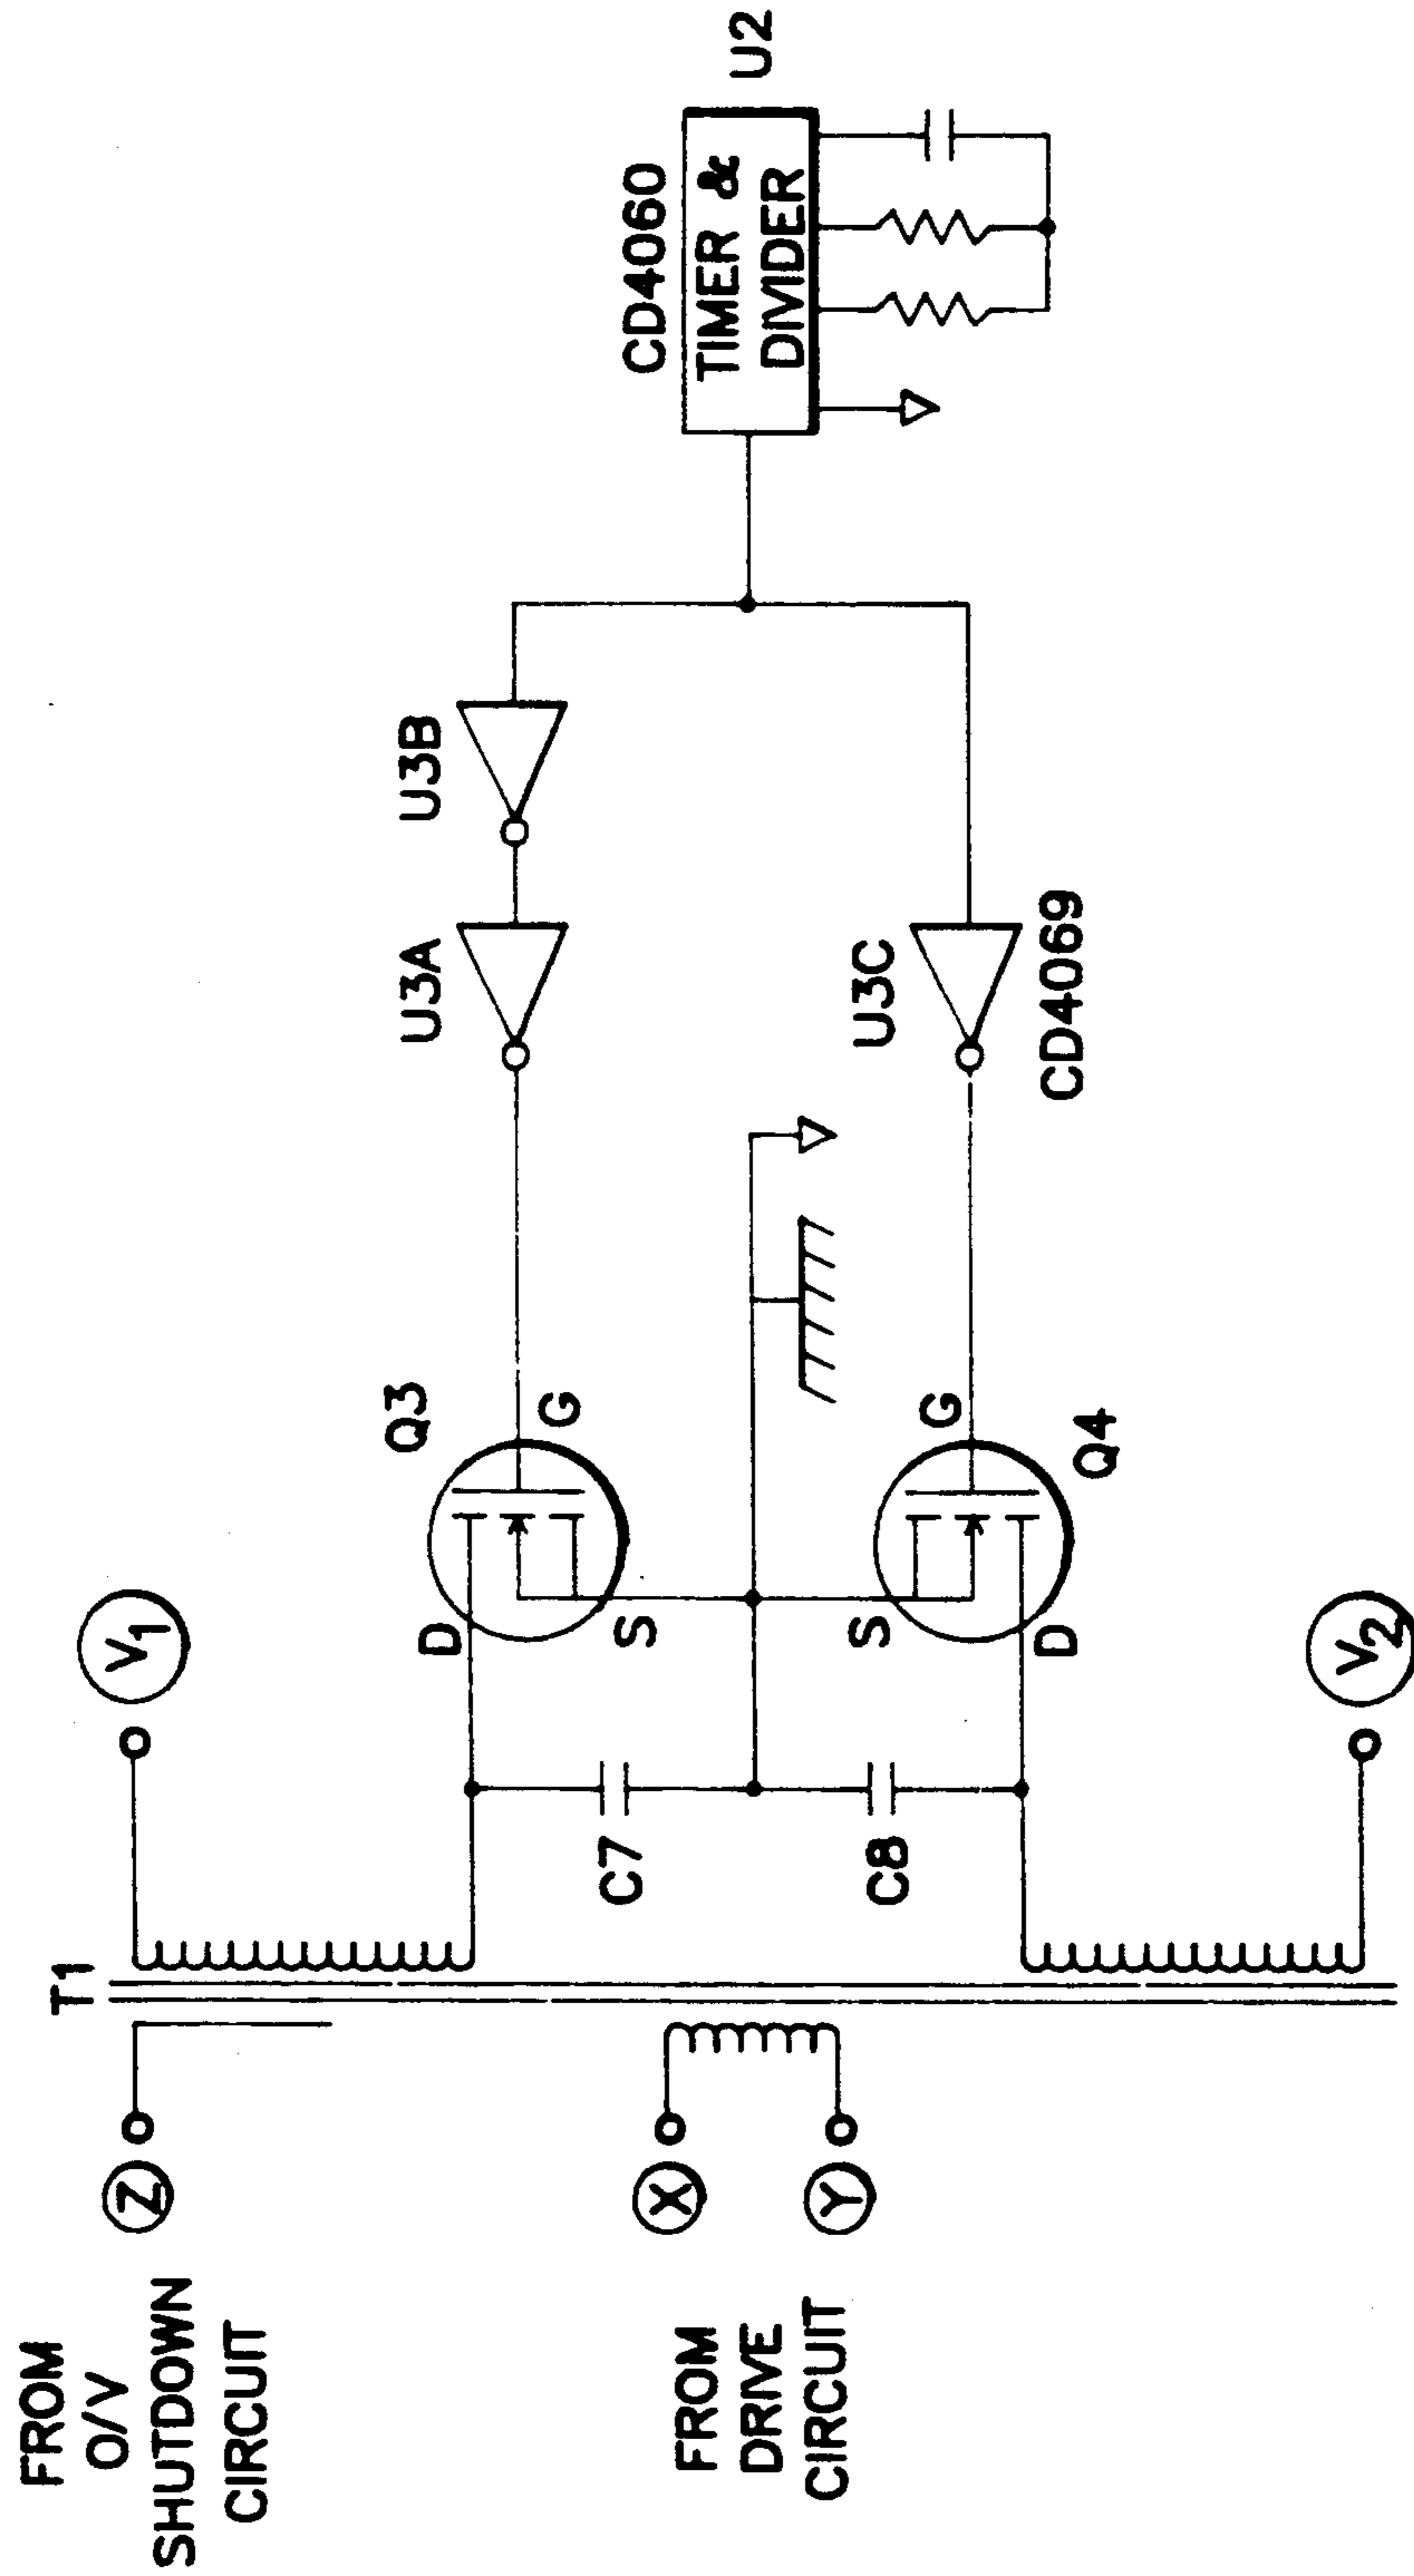 FROM
O/V
SHUTDOWN
CIRCUIT
Z
T1
V1
Q3
D
G
S
U3A
U3B
CD4060
TIMER &
DIVIDER
U2
C7
C8
FROM
DRIVE
CIRCUIT
X
Y
S
G
D
Q4
U3C
CD4069
V2